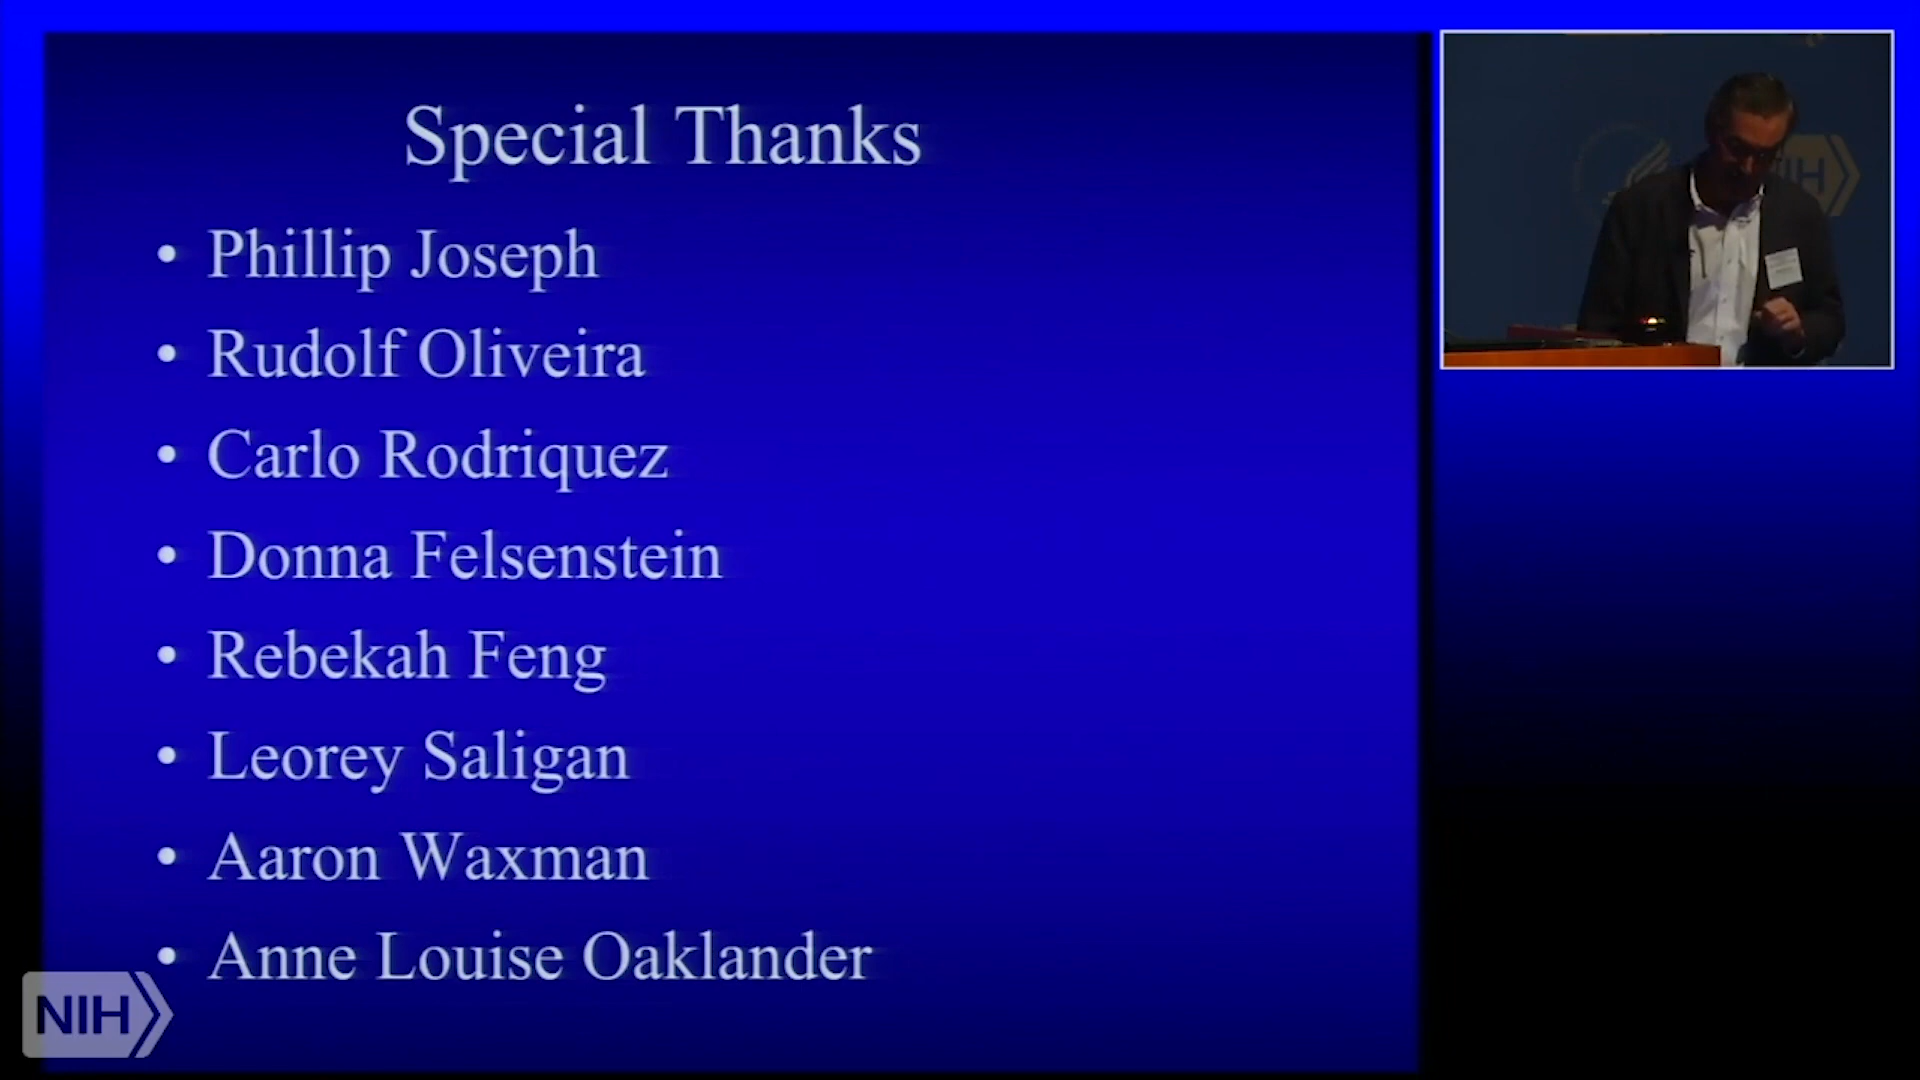 Special Thanks
• Phillip Joseph
• Rudolf Oliveira
• Carlo Rodriquez
• Donna Felsenstein
• Rebekah Feng
• Leorey Saligan
• Aaron Waxman
• Anne Louise Oaklander
NIH
NIH